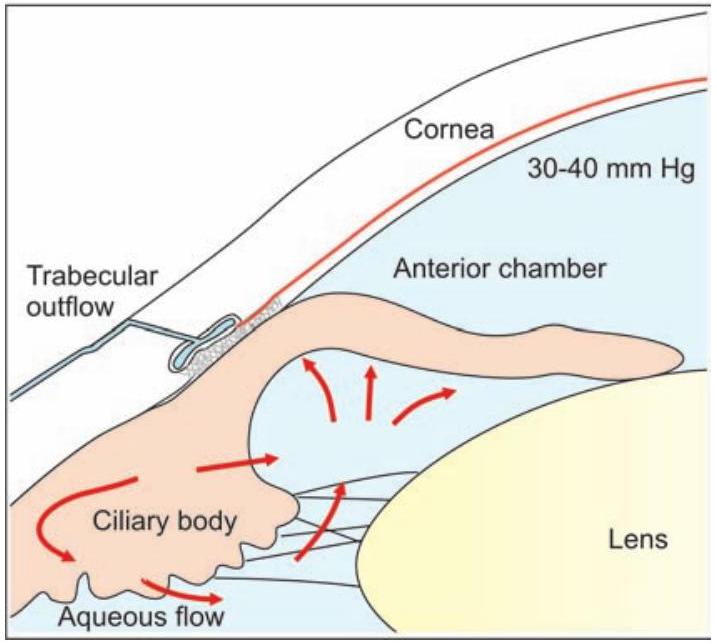 Cornea
30-40 mm Hg
Anterior chamber
Trabecular
outflow
Ciliary body
Lens
Aqueous flow